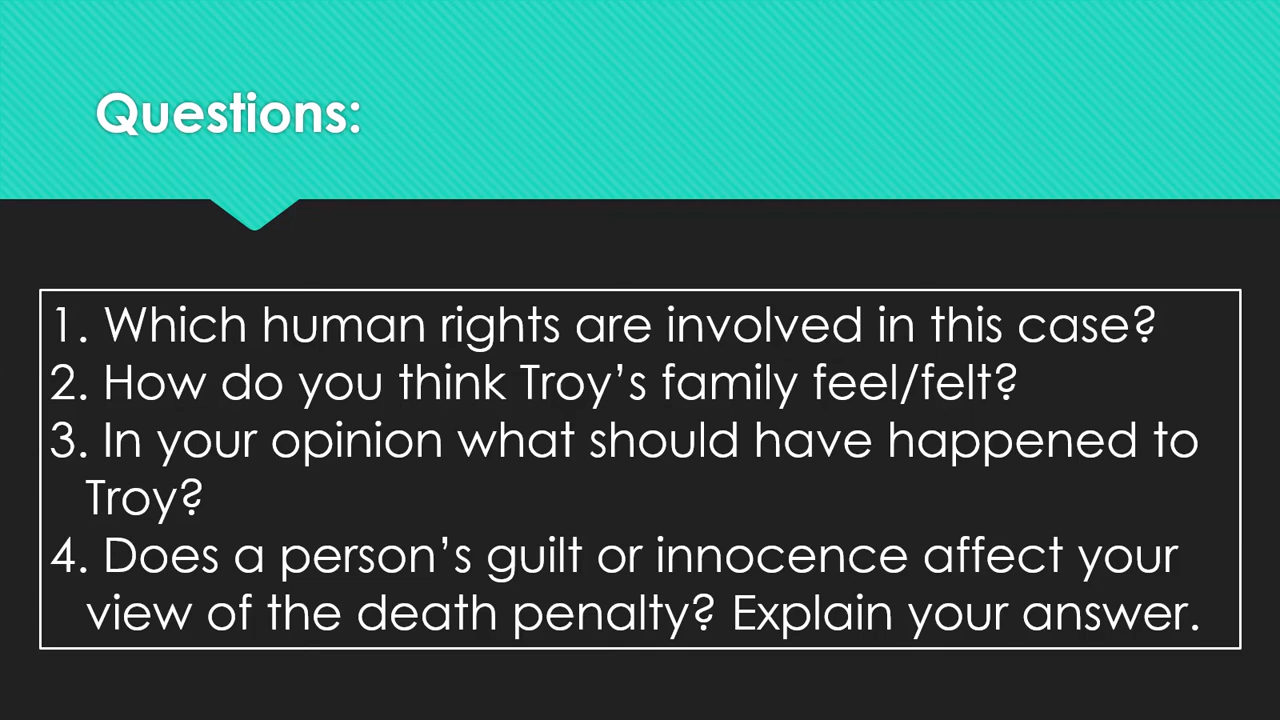 Questions:
1. Which human rights are involved in this case?
2. How do you think Troy’s family feel/felt?
3. In your opinion what should have happened to
Troy?
4. Does a person’s guilt or innocence affect your
view of the death penalty? Explain your answer.